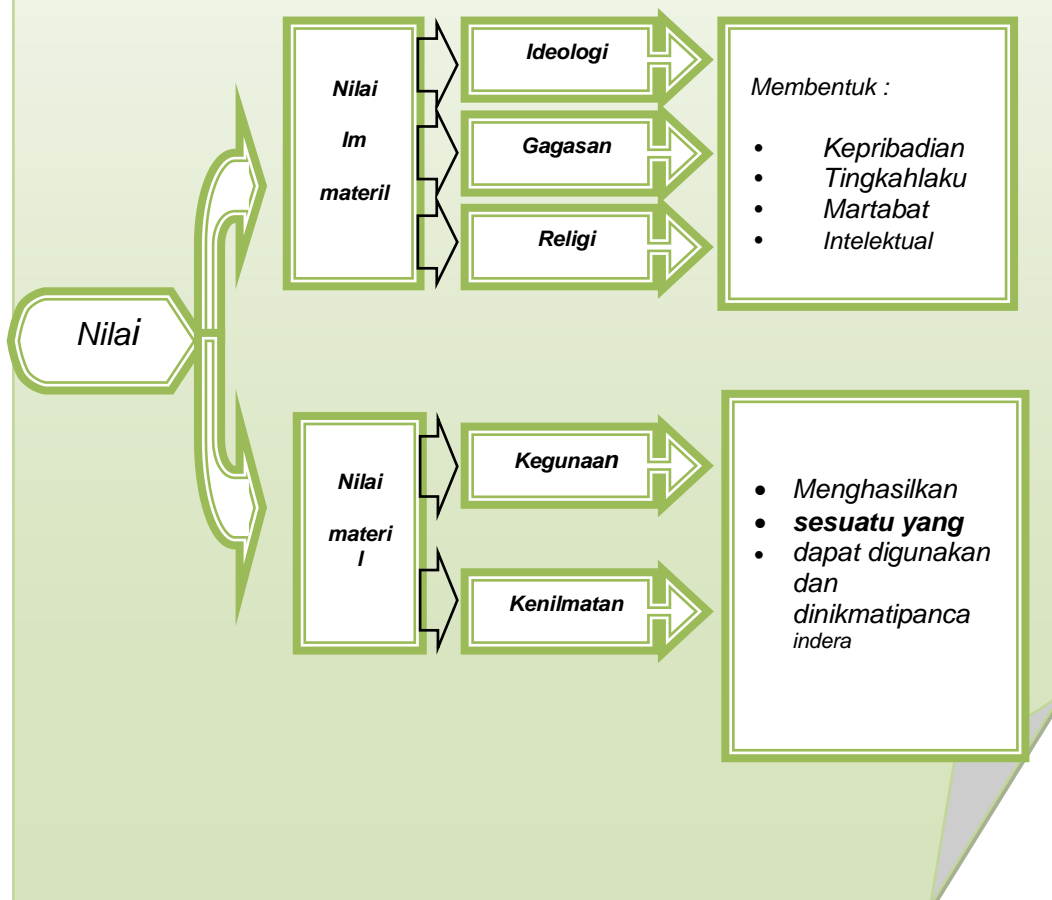 Nilai
Nilai
Im
materil
Ideologi
Gagasan
Religi
Membentuk :
• Kepribadian
• Tingkahlaku
• Martabat
• Intelektual
Nilai
materi
l
Kegunaan
Kenilmatan
• Menghasilkan
• sesuatu yang
• dapat digunakan
dan
dinikmatipanca
indera